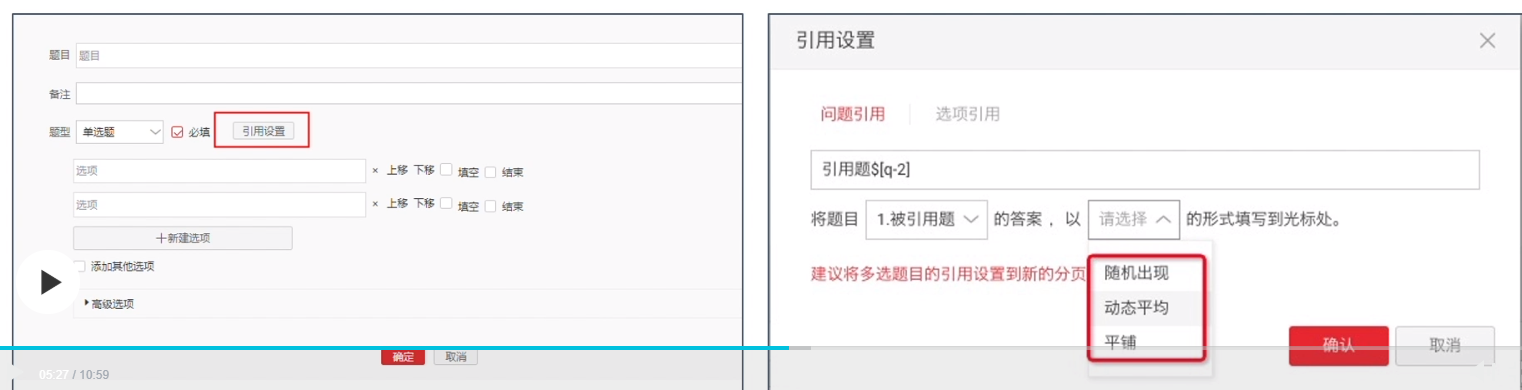 题目 题目
备注
题型 单选题 必填 引用设置
选项 × 上移 下移 填空 结束
选项 × 上移 下移 填空 结束
+新建选项
添加其他选项
高级选项
确定 取消
05:27 / 10:59
引用设置
问题引用 选项引用
引用题$[q-2]
将题目 1.被引用题 的答案，以 请选择 的形式填写到光标处。
建议将多选题目的引用设置到新的分页
随机出现
动态平均
平铺
确认 取消